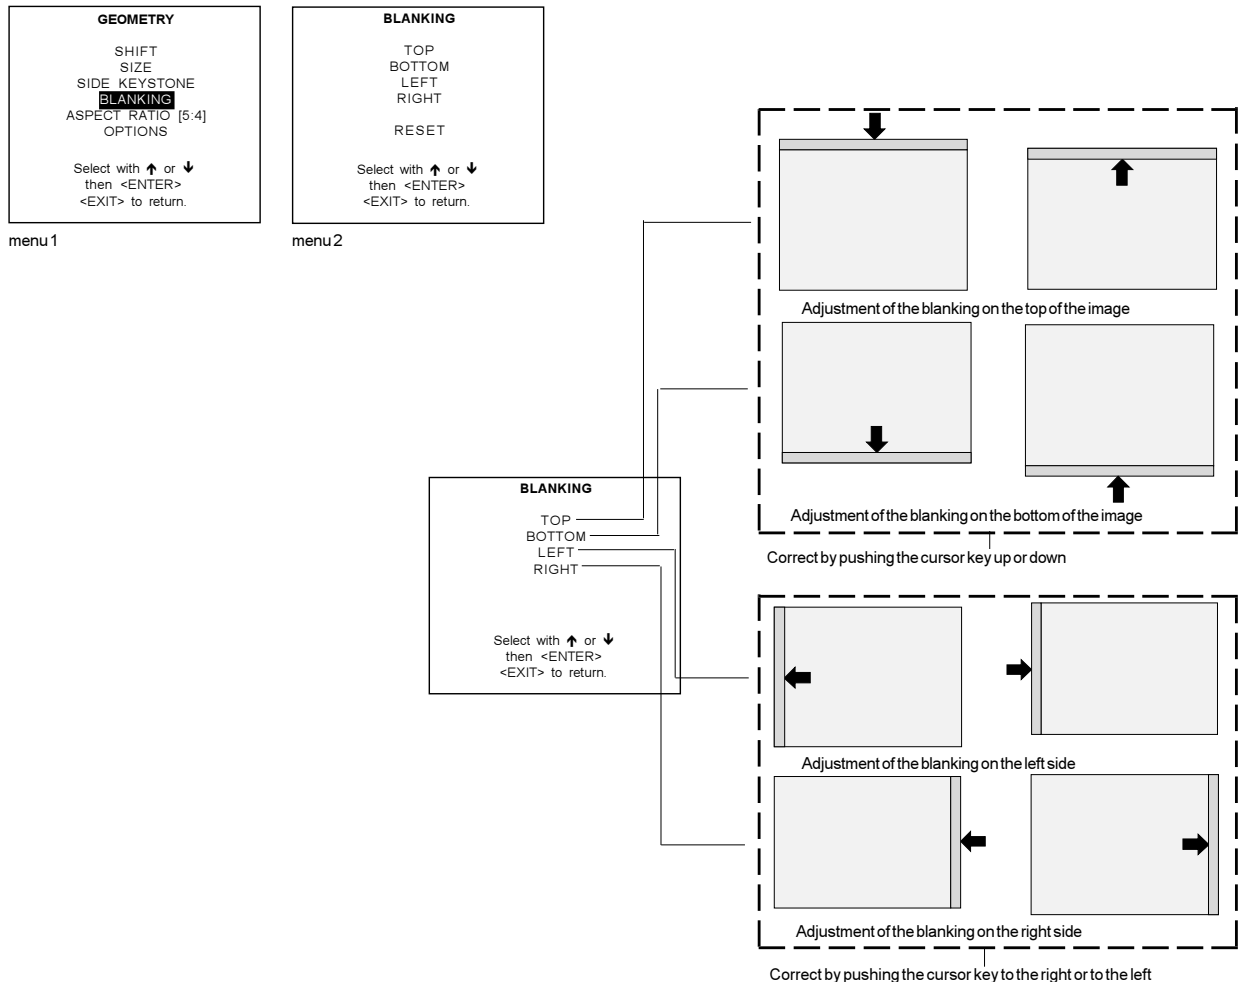 GEOMETRY
SHIFT
SIZE
SIDE KEYSTONE
BLANKING
ASPECT RATIO [5:4]
OPTIONS
Select with ↑ or ↓
then <ENTER>
<EXIT> to return.
menu 1
BLANKING
TOP
BOTTOM
LEFT
RIGHT
RESET
Select with ↑ or ↓
then <ENTER>
<EXIT> to return.
menu 2
Adjustment of the blanking on the top of the image
Adjustment of the blanking on the bottom of the image
Correct by pushing the cursor key up or down
BLANKING
TOP
BOTTOM
LEFT
RIGHT
Select with ↑ or ↓
then <ENTER>
<EXIT> to return.
Adjustment of the blanking on the left side
Adjustment of the blanking on the right side
Correct by pushing the cursor key to the right or to the left